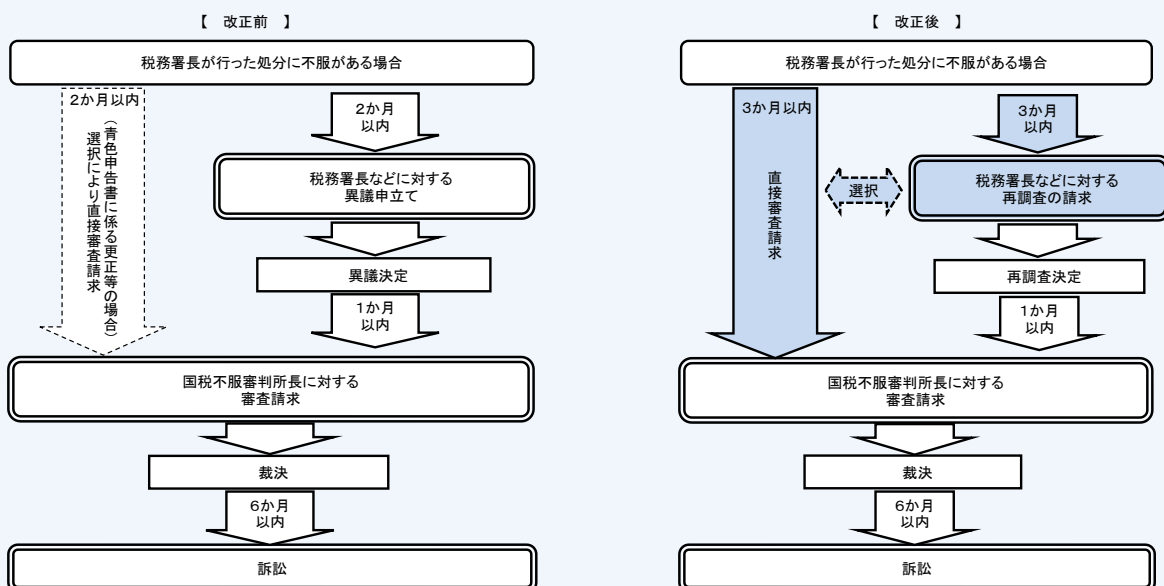 【 改正前 】
税務署長が行った処分に不服がある場合
2か月以内
（青色申告書に係る更正等の場合）
選択により直接審査請求
2か月
以内
税務署長などに対する
異議申立て
異議決定
1か月
以内
国税不服審判所長に対する
審査請求
裁決
6か月
以内
訴訟
【 改正後 】
税務署長が行った処分に不服がある場合
3か月以内
直接審査請求
選択
3か月
以内
税務署長などに対する
再調査の請求
再調査決定
1か月
以内
国税不服審判所長に対する
審査請求
裁決
6か月
以内
訴訟